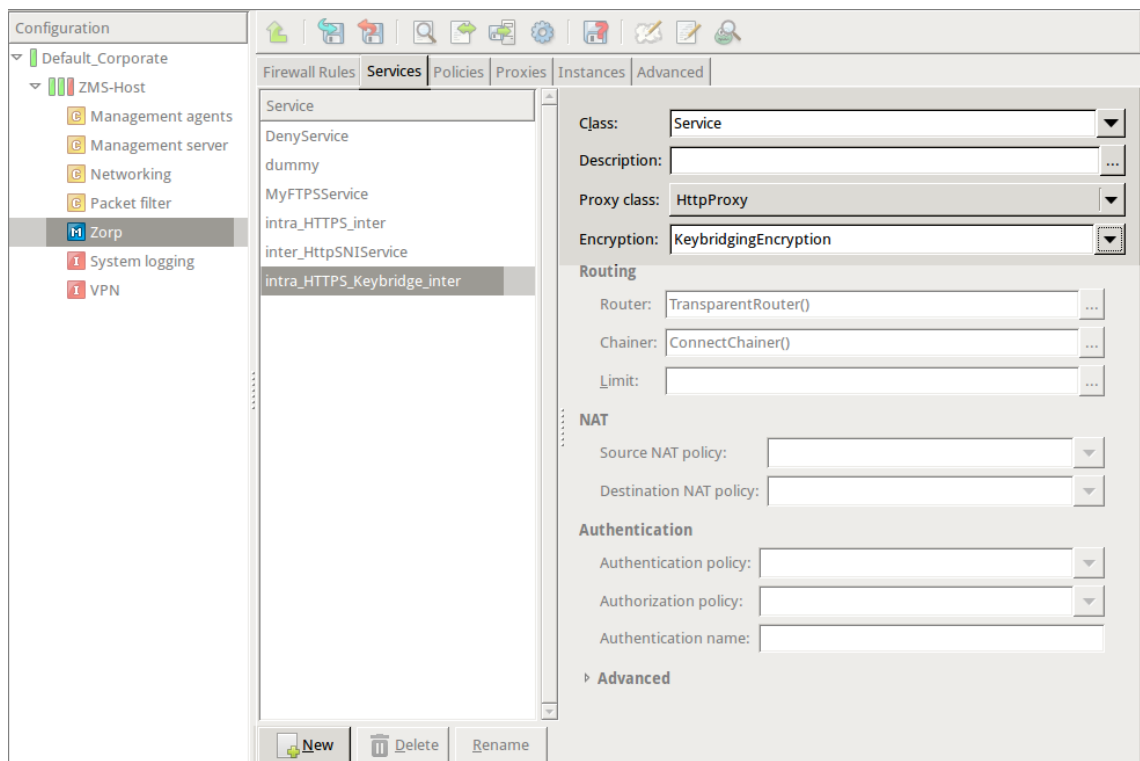 Configuration
Default_Corporate
ZMS-Host
Management agents
Management server
Networking
Packet filter
Zorp
System logging
VPN
Firewall Rules Services Policies Proxies Instances Advanced
Service
DenyService
dummy
MyFTPSService
intra_HTTPS_inter
inter_HttpSNIService
intra_HTTPS_Keybridge_inter
Class: Service
Description: ...
Proxy class: HttpProxy
Encryption: KeybridgingEncryption
Routing
Router: TransparentRouter() ...
Chainer: ConnectChainer() ...
Limit: ...
NAT
Source NAT policy:
Destination NAT policy:
Authentication
Authentication policy:
Authorization policy:
Authentication name:
Advanced
New Delete Rename